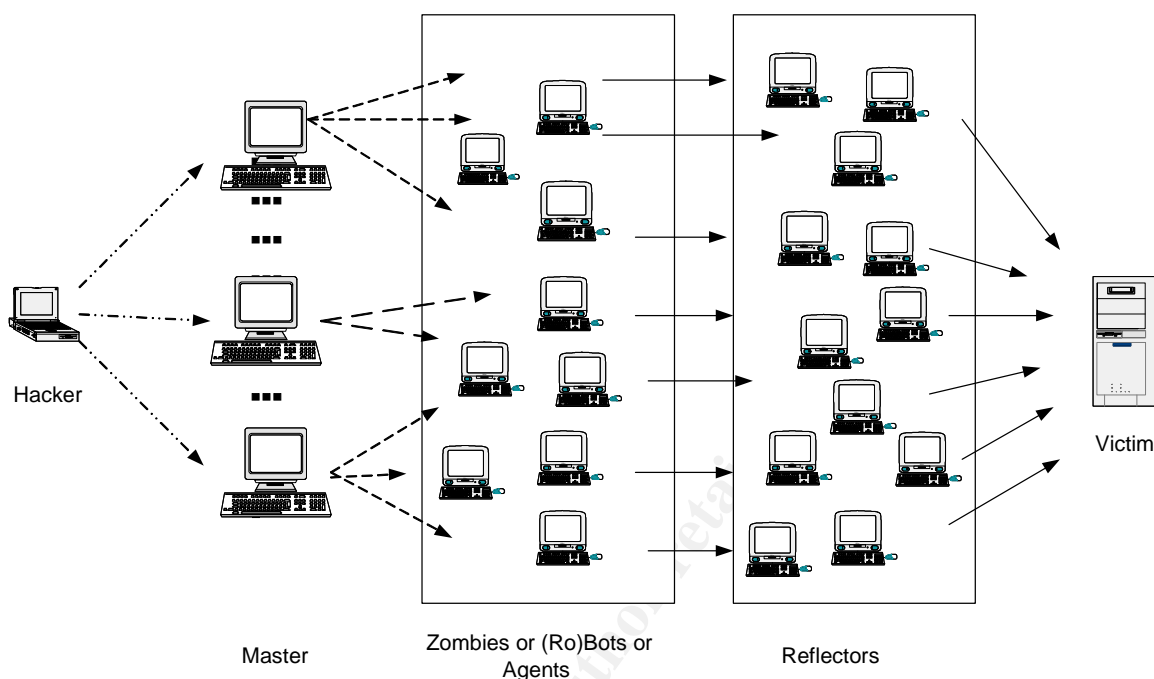 Hacker
Victim
Master
Zombies or (Ro)Bots or
Agents
Reflectors